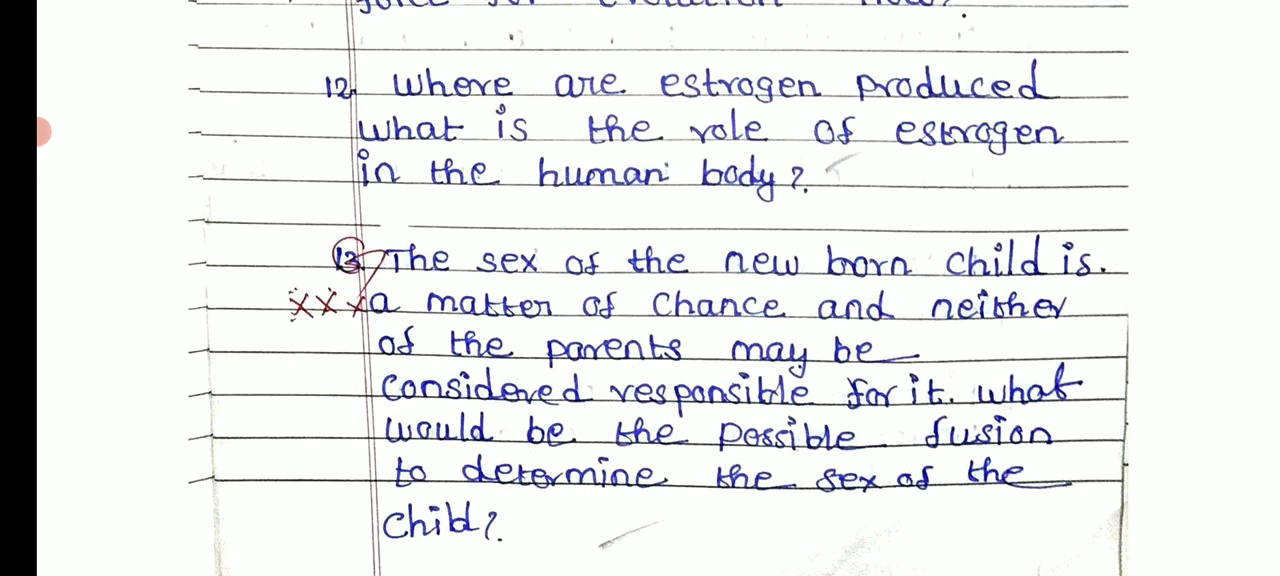 12. where are estrogen produced
what is the role of estrogen
in the human body?
13. The sex of the new born child is.
xxx a matter of chance and neither
of the parents may be
considered responsible for it. what
would be the possible fusion
to determine the sex of the
child?